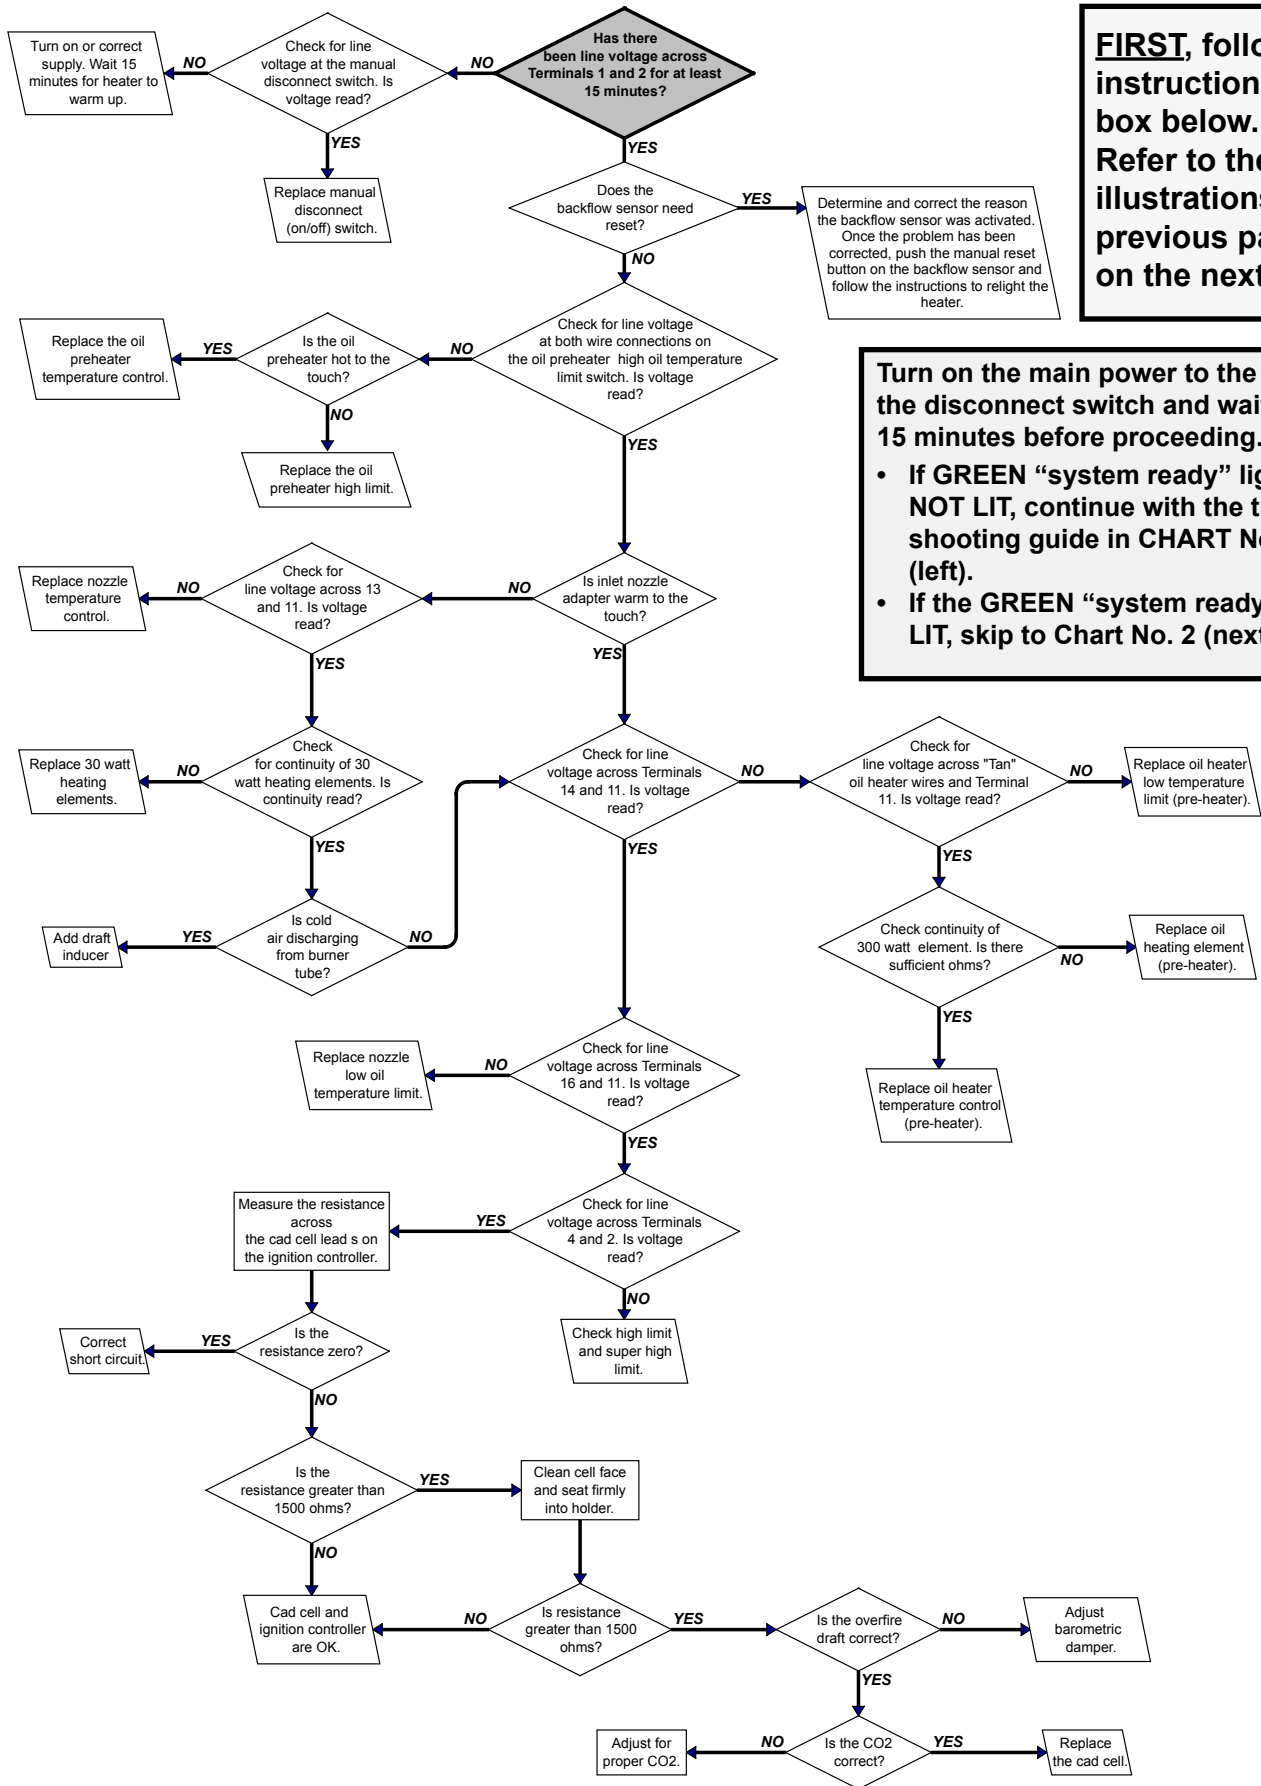 Has there
been line voltage across
Terminals 1 and 2 for at least
15 minutes?
NO
Check for line
voltage at the manual
disconnect switch. Is
voltage read?
NO
Turn on or correct
supply. Wait 15
minutes for heater to
warm up.
YES
Replace manual
disconnect
(on/off) switch.
YES
Does the
backflow sensor need
reset?
YES
Determine and correct the reason
the backflow sensor was activated.
Once the problem has been
corrected, push the manual reset
button on the backflow sensor and
follow the instructions to relight the
heater.
NO
Check for line voltage
at both wire connections on
the oil preheater high oil temperature
limit switch. Is voltage
read?
NO
Is the oil
preheater hot to the
touch?
YES
Replace the oil
preheater
temperature control.
NO
Replace the oil
preheater high limit.
YES
Is inlet nozzle
adapter warm to the
touch?
NO
Check for
line voltage across 13
and 11. Is voltage
read?
NO
Replace nozzle
temperature
control.
YES
Check
for continuity of 30
watt heating elements. Is
continuity read?
NO
Replace 30 watt
heating
elements.
YES
Is cold
air discharging
from burner
tube?
YES
Add draft
inducer
NO
YES
Check for line
voltage across Terminals
14 and 11. Is voltage
read?
NO
Check for
line voltage across "Tan"
oil heater wires and Terminal
11. Is voltage read?
NO
Replace oil heater
low temperature
limit (pre-heater).
YES
Check continuity of
300 watt element. Is there
sufficient ohms?
NO
Replace oil
heating element
(pre-heater).
YES
Replace oil heater
temperature control
(pre-heater).
YES
Check for line
voltage across Terminals
16 and 11. Is voltage
read?
NO
Replace nozzle
low oil
temperature limit.
YES
Check for line
voltage across Terminals
4 and 2. Is voltage
read?
NO
Check high limit
and super high
limit.
YES
Measure the resistance
across
the cad cell lead s on
the ignition controller.
Is the
resistance zero?
YES
Correct
short circuit.
NO
Is the
resistance greater than
1500 ohms?
YES
Clean cell face
and seat firmly
into holder.
NO
Cad cell and
ignition controller
are OK.
NO
Is resistance
greater than 1500
ohms?
YES
Is the overfire
draft correct?
NO
Adjust
barometric
damper.
YES
Is the CO2
correct?
NO
Adjust for
proper CO2.
YES
Replace
the cad cell.
FIRST, follo
instruction
box below.
Refer to the
illustrations
previous pa
on the next
Turn on the main power to the
the disconnect switch and wai
15 minutes before proceeding.
• If GREEN “system ready” lig
NOT LIT, continue with the t
shooting guide in CHART No
(left).
• If the GREEN “system ready
LIT, skip to Chart No. 2 (next